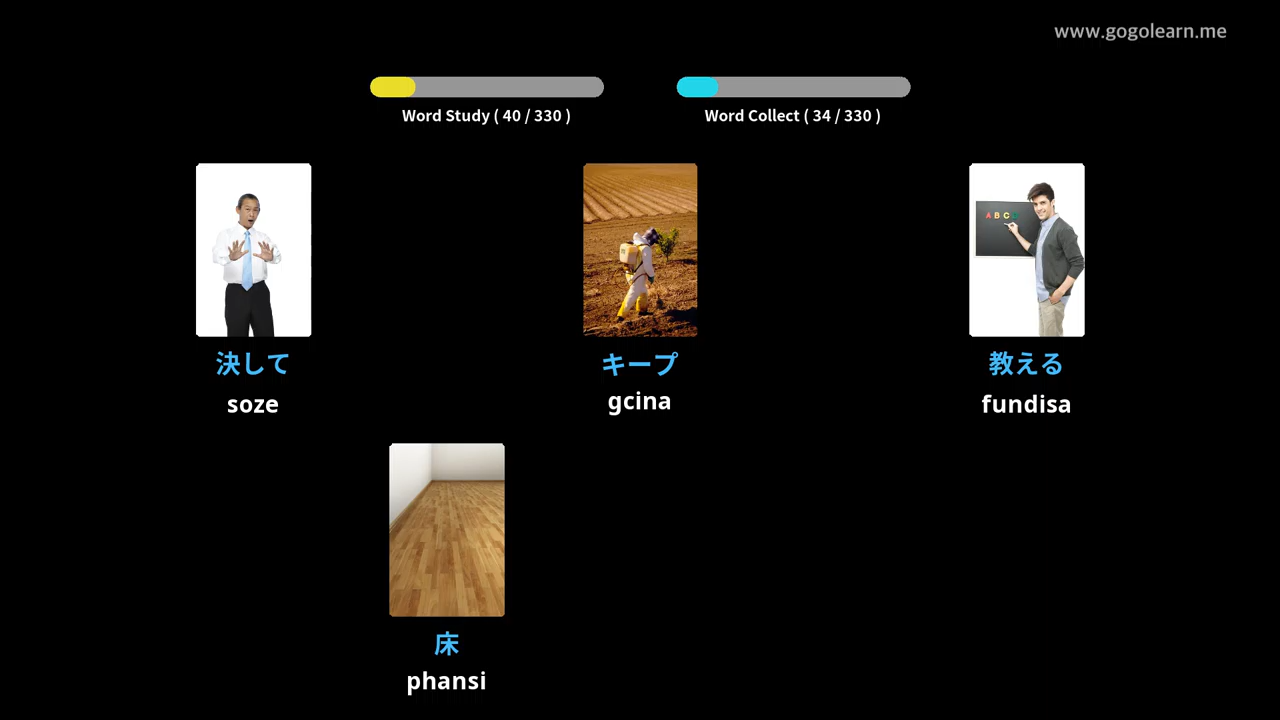 www.gogolearn.me
Word Study ( 40 / 330 )
Word Collect ( 34 / 330 )
決して
soze
キープ
gcina
教える
fundisa
床
phansi
A B C